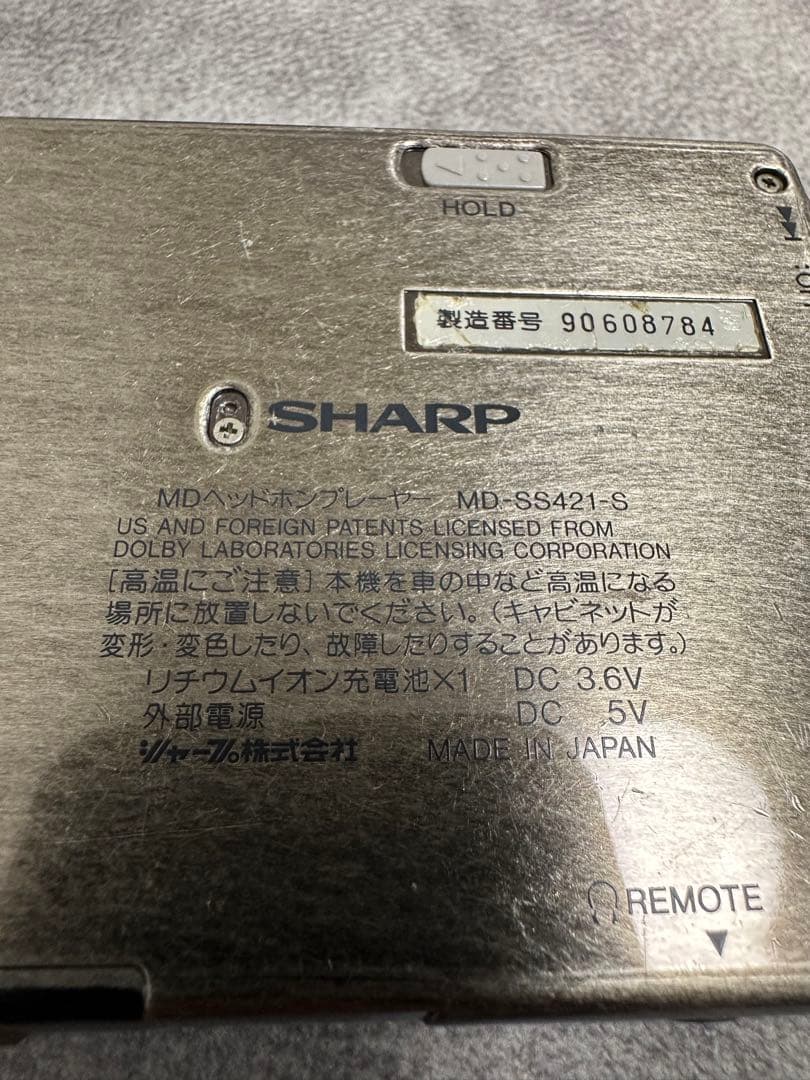 HOLD
製造番号 90608784
SHARP
MDヘッドホンプレーヤー MD-SS421-S
US AND FOREIGN PATENTS LICENSED FROM
DOLBY LABORATORIES LICENSING CORPORATION
[高温にご注意] 本機を車の中など高温になる
場所に放置しないでください。(キャビネットが
変形・変色したり、故障したりすることがあります。)
リチウムイオン充電池×1 DC 3.6V
外部電源 DC 5V
シャープ株式会社 MADE IN JAPAN
REMOTE